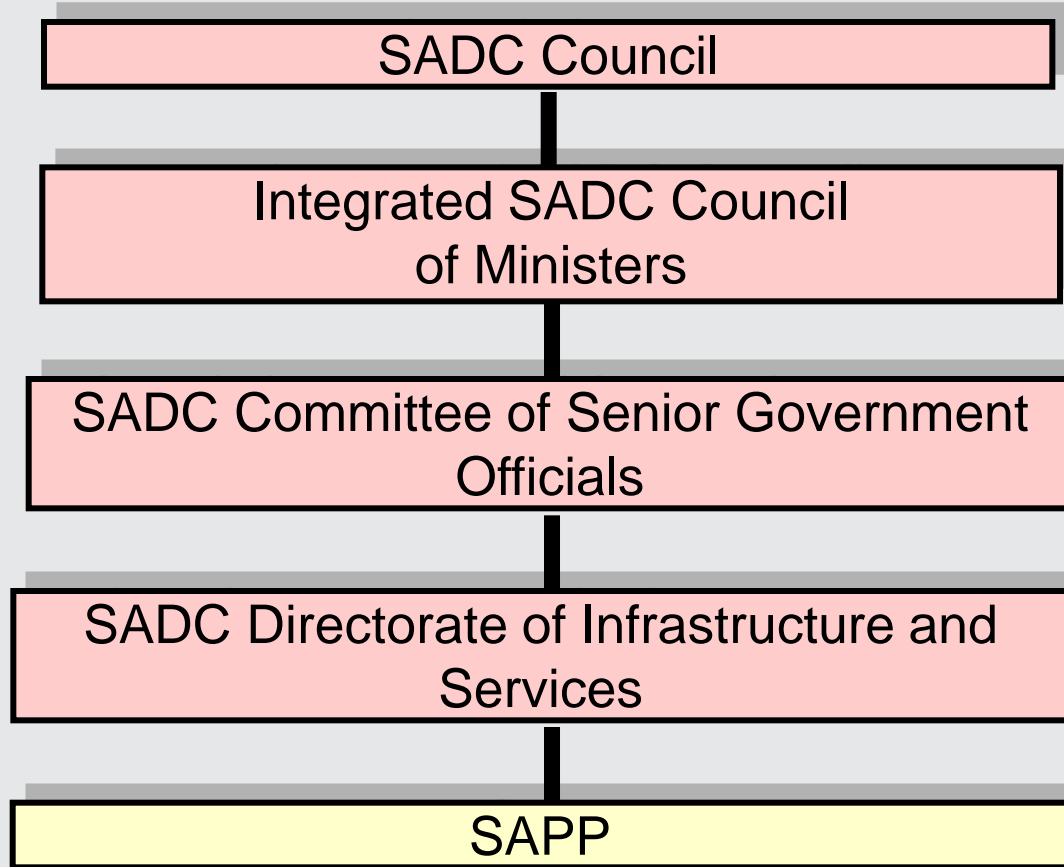 SADC Council
Integrated SADC Council
of Ministers
SADC Committee of Senior Government
Officials
SADC Directorate of Infrastructure and
Services
SAPP